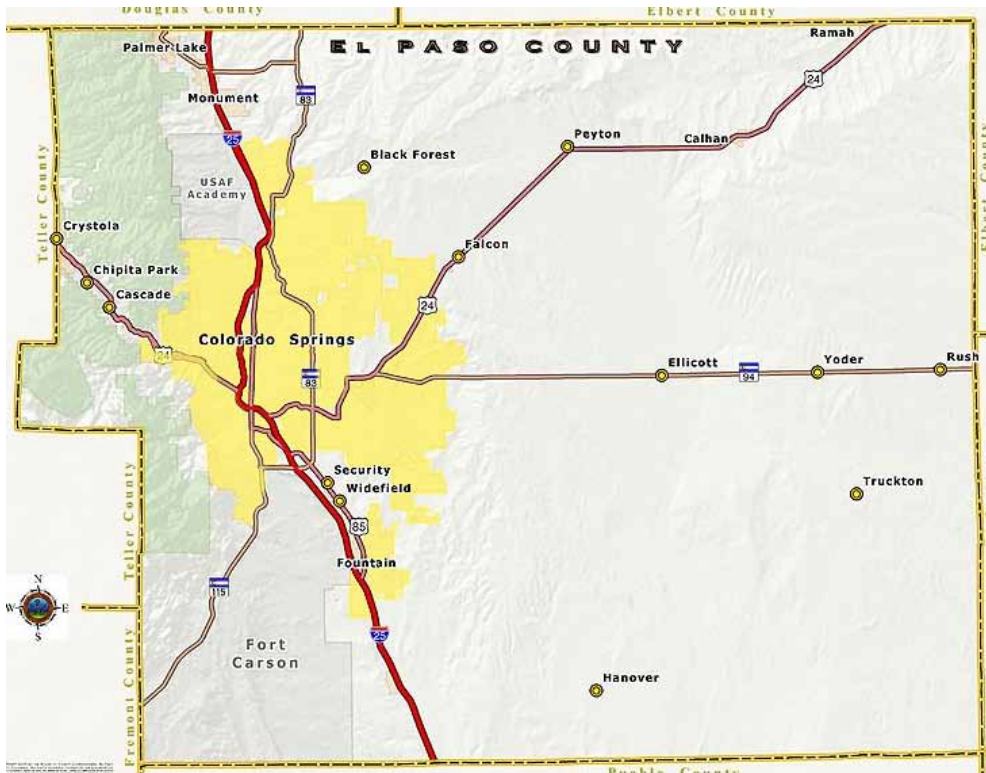 Douglas County
Elbert County
EL PASO COUNTY
Palmer Lake
Ramah
24
83
Monument
25
Peyton
Calhan
Black Forest
USAF
Academy
Teller County
Elbert County
Crystola
Falcon
Chipita Park
Cascade
24
Colorado Springs
24
83
Ellicott
94
Yoder
Rush
Security
Widefield
Truckton
85
Teller County
Fountain
115
N
W
E
S
25
Fort
Carson
Fremont County
Hanover
Pueblo County